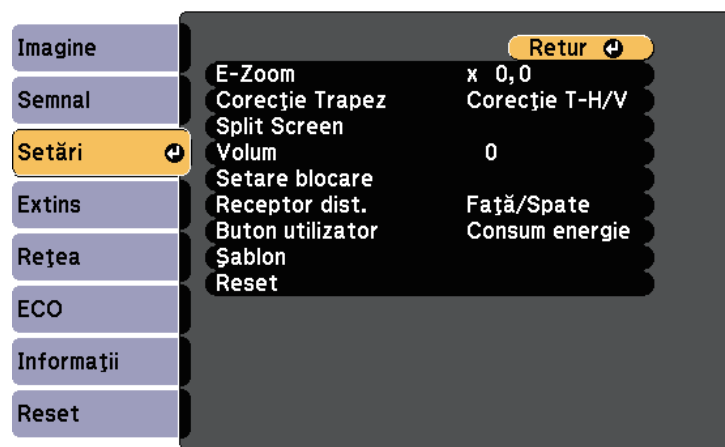 Imagine
Semnal
Setări
Extins
Reţea
ECO
Informaţii
Reset
Retur
E-Zoom x 0,0
Corecţie Trapez Corecţie T-H/V
Split Screen
Volum 0
Setare blocare
Receptor dist. Faţă/Spate
Buton utilizator Consum energie
Şablon
Reset